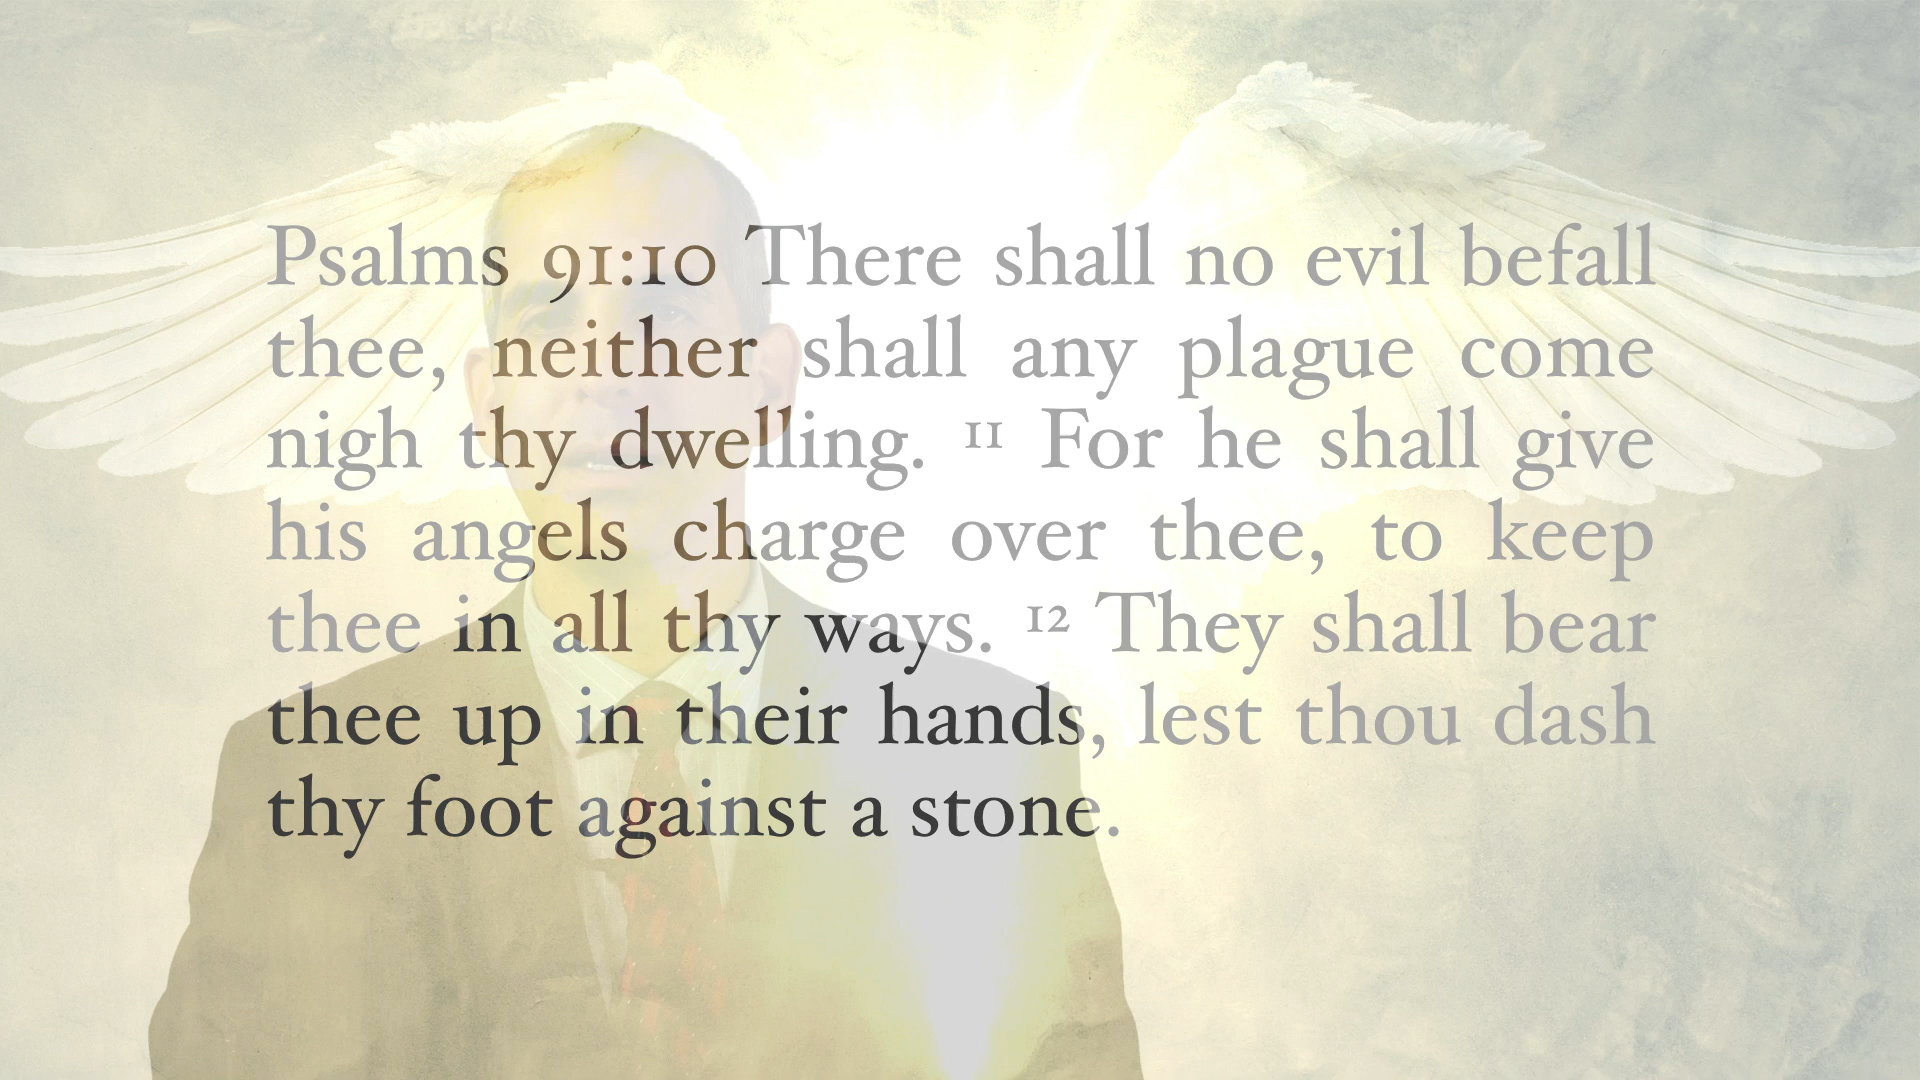 Psalms 91:10 There shall no evil befall
thee, neither shall any plague come
nigh thy dwelling. 11 For he shall give
his angels charge over thee, to keep
thee in all thy ways. 12 They shall bear
thee up in their hands, lest thou dash
thy foot against a stone.